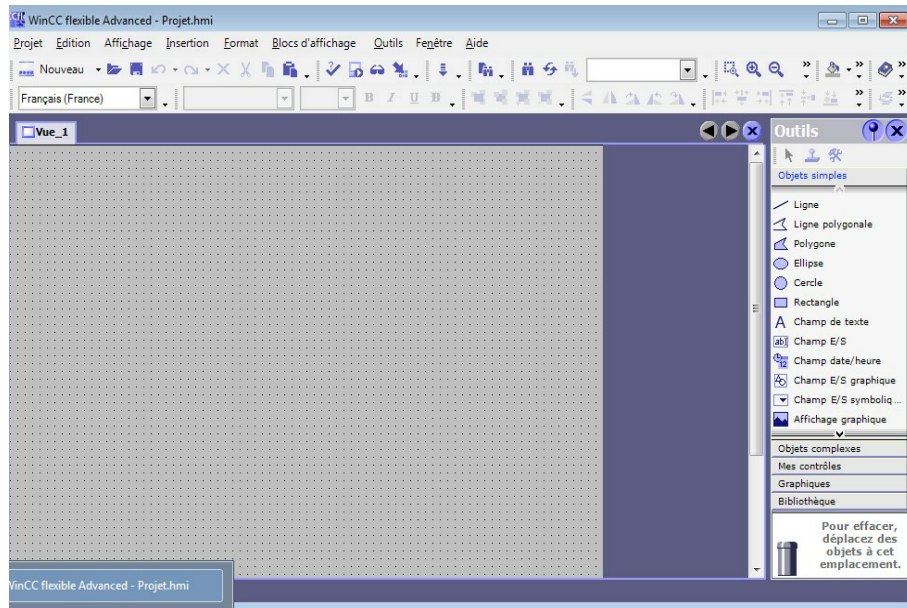 WinCC flexible Advanced - Projet.hmi
Projet Edition Affichage Insertion Format Blocs d'affichage Outils Fenêtre Aide
Nouveau
Français (France)
B I U B
Vue_1
Outils
Objets simples
Ligne
Ligne polygonale
Polygone
Ellipse
Cercle
Rectangle
A Champ de texte
ab Champ E/S
12 Champ date/heure
Champ E/S graphique
Champ E/S symboliq...
Affichage graphique
Objets complexes
Mes contrôles
Graphiques
Bibliothèque
Pour effacer,
déplacez des
objets à cet
emplacement.
WinCC flexible Advanced - Projet.hmi